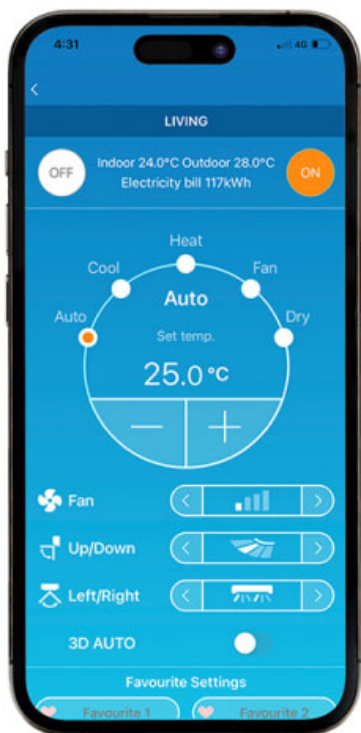 4:31
4G
LIVING
OFF
Indoor 24.0°C Outdoor 28.0°C
Electricity bill 117kWh
ON
Heat
Cool
Fan
Auto
Auto
Dry
Set temp.
25.0 °C
Fan
Up/Down
Left/Right
3D AUTO
Favourite Settings
Favourite 1
Favourite 2